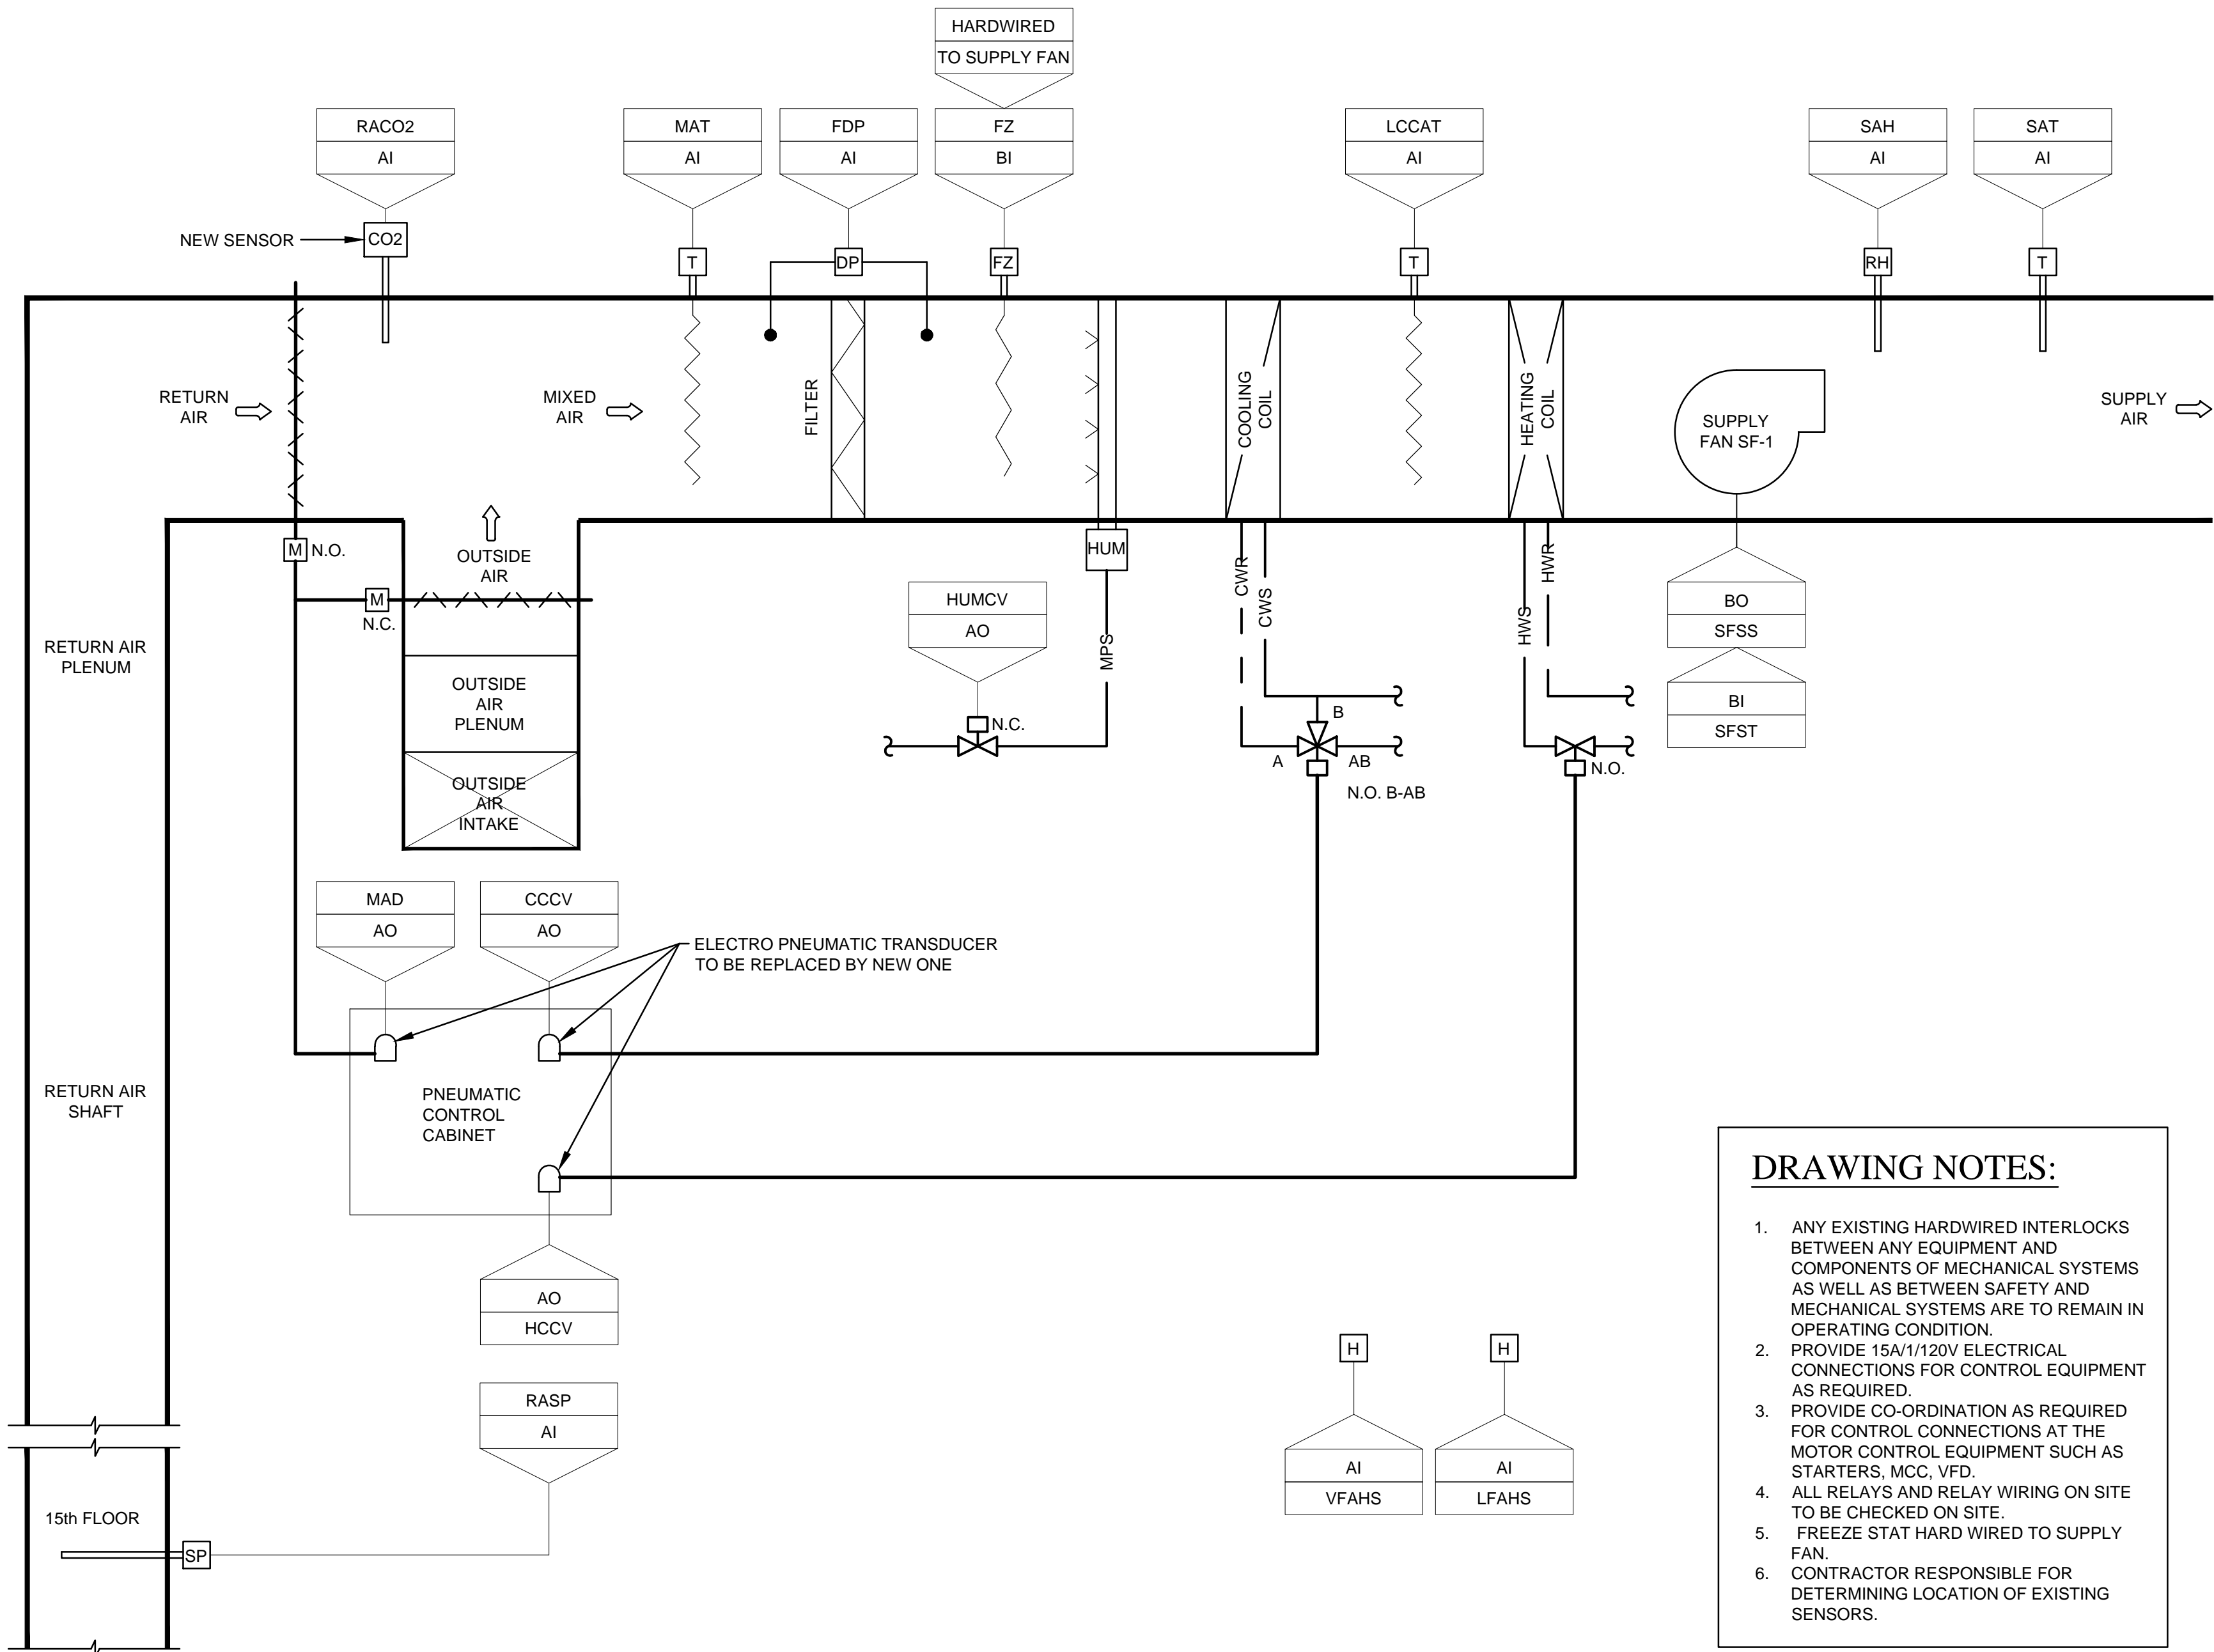 HARDWIRED
TO SUPPLY FAN
RACO2
AI
MAT
AI
FDP
AI
FZ
BI
LCCAT
AI
SAH
AI
SAT
AI
NEW SENSOR
CO2
T
DP
FZ
T
RH
T
RETURN
AIR
MIXED
AIR
FILTER
COOLING
COIL
HEATING
COIL
SUPPLY
FAN SF-1
SUPPLY
AIR
M N.O.
OUTSIDE
AIR
M
N.C.
HUM
CWR
CWS
HWS
HWR
MPS
HUMCV
AO
N.C.
BO
SFSS
BI
SFST
RETURN AIR
PLENUM
OUTSIDE
AIR
PLENUM
OUTSIDE
AIR
INTAKE
B
A
AB
N.O. B-AB
N.O.
MAD
AO
CCCV
AO
ELECTRO PNEUMATIC TRANSDUCER
TO BE REPLACED BY NEW ONE
RETURN AIR
SHAFT
PNEUMATIC
CONTROL
CABINET
AO
HCCV
RASP
AI
15th FLOOR
SP
H
AI
VFAHS
H
AI
LFAHS
DRAWING NOTES:
1. ANY EXISTING HARDWIRED INTERLOCKS
BETWEEN ANY EQUIPMENT AND
COMPONENTS OF MECHANICAL SYSTEMS
AS WELL AS BETWEEN SAFETY AND
MECHANICAL SYSTEMS ARE TO REMAIN IN
OPERATING CONDITION.
2. PROVIDE 15A/1/120V ELECTRICAL
CONNECTIONS FOR CONTROL EQUIPMENT
AS REQUIRED.
3. PROVIDE CO-ORDINATION AS REQUIRED
FOR CONTROL CONNECTIONS AT THE
MOTOR CONTROL EQUIPMENT SUCH AS
STARTERS, MCC, VFD.
4. ALL RELAYS AND RELAY WIRING ON SITE
TO BE CHECKED ON SITE.
5. FREEZE STAT HARD WIRED TO SUPPLY
FAN.
6. CONTRACTOR RESPONSIBLE FOR
DETERMINING LOCATION OF EXISTING
SENSORS.